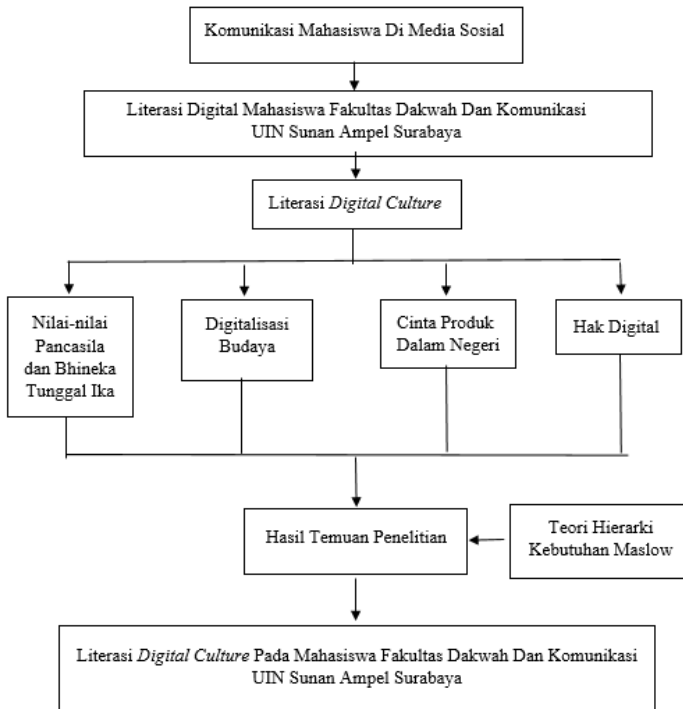 Komunikasi Mahasiswa Di Media Sosial
Literasi Digital Mahasiswa Fakultas Dakwah Dan Komunikasi
UIN Sunan Ampel Surabaya
Literasi Digital Culture
Nilai-nilai
Pancasila
dan Bhineka
Tunggal Ika
Digitalisasi
Budaya
Cinta Produk
Dalam Negeri
Hak Digital
Hasil Temuan Penelitian
Teori Hierarki
Kebutuhan Maslow
Literasi Digital Culture Pada Mahasiswa Fakultas Dakwah Dan Komunikasi
UIN Sunan Ampel Surabaya